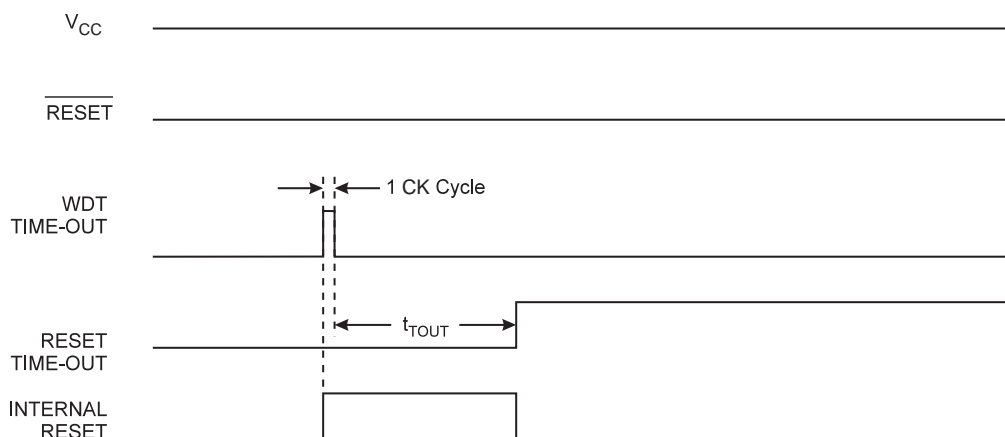 VCC
RESET
1 CK Cycle
WDT
TIME-OUT
tTOUT
RESET
TIME-OUT
INTERNAL
RESET